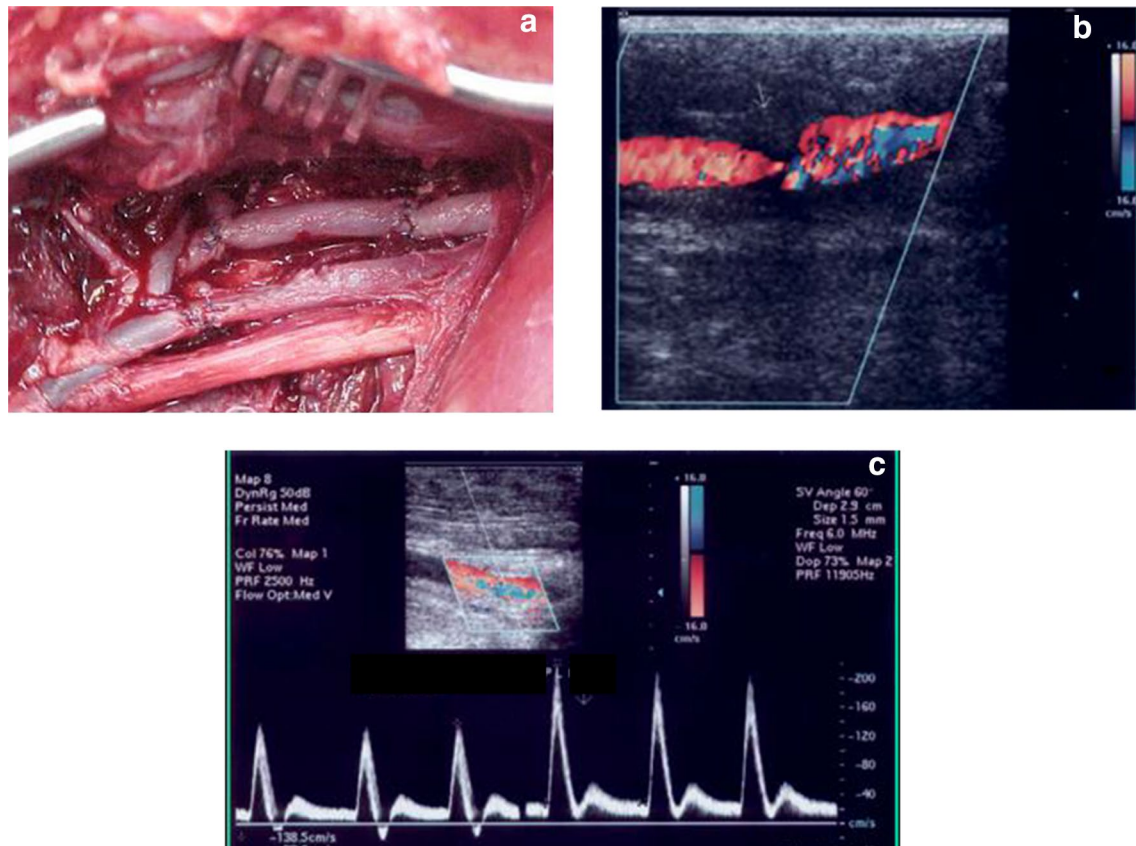 a
b
+ 16.0
- 16.0
cm/s
c
Map 8
DynRg 50dB
Persist Med
Fr Rate Med
Col 76% Map 1
WF Low
PRF 2500 Hz
Flow Opt:Med V
+ 16.0
- 16.0
cm/s
SV Angle 60°
Dep 2.9 cm
Size 1.5 mm
Freq 6.0 MHz
WF Low
Dop 73% Map 2
PRF 11905Hz
-200
-160
-120
-80
-40
cm/s
-138.5cm/s